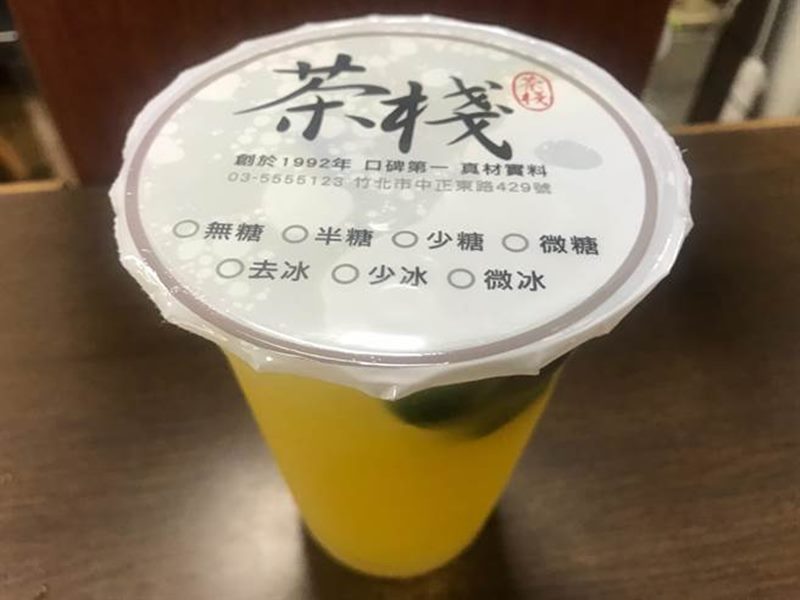 茶棧
茶棧
創於1992年 口碑第一 真材實料
03-5555123 竹北市中正東路429號
無糖 半糖 少糖 微糖
去冰 少冰 微冰